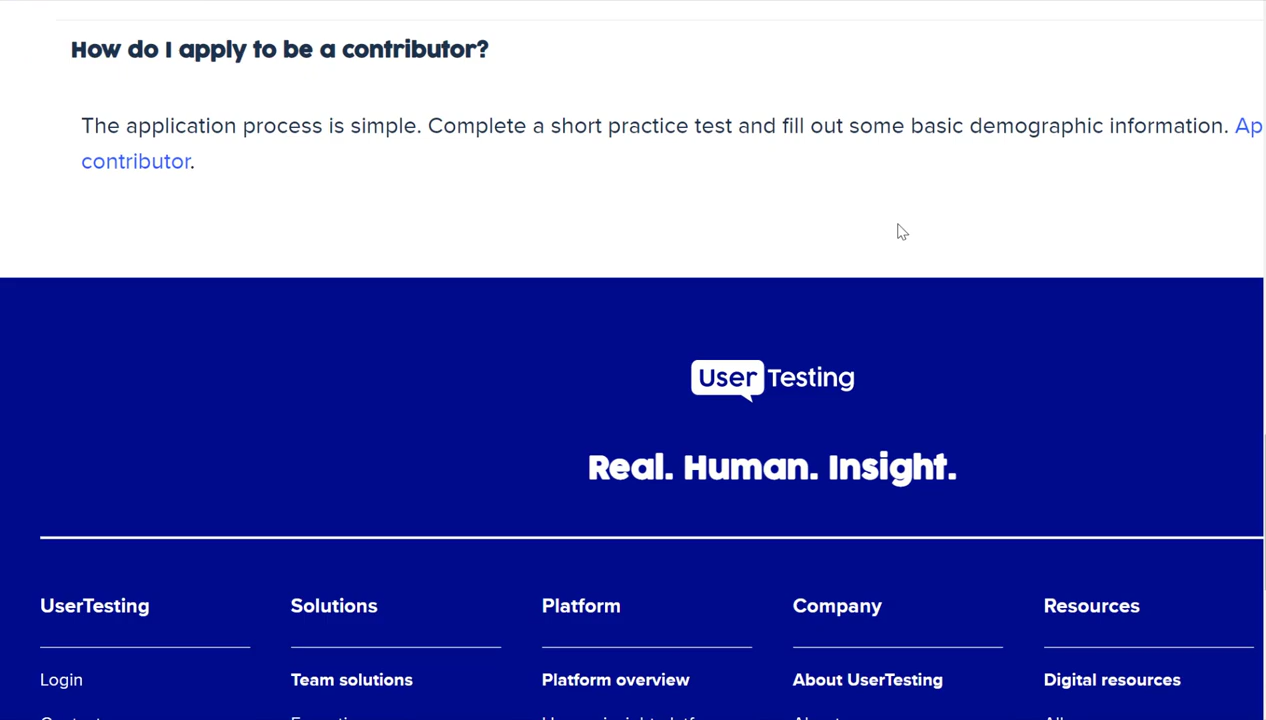 How do I apply to be a contributor?
The application process is simple. Complete a short practice test and fill out some basic demographic information.
contributor.
User Testing
Real. Human. Insight.
UserTesting Solutions Platform Company Resources
Login Team solutions Platform overview About UserTesting Digital resources